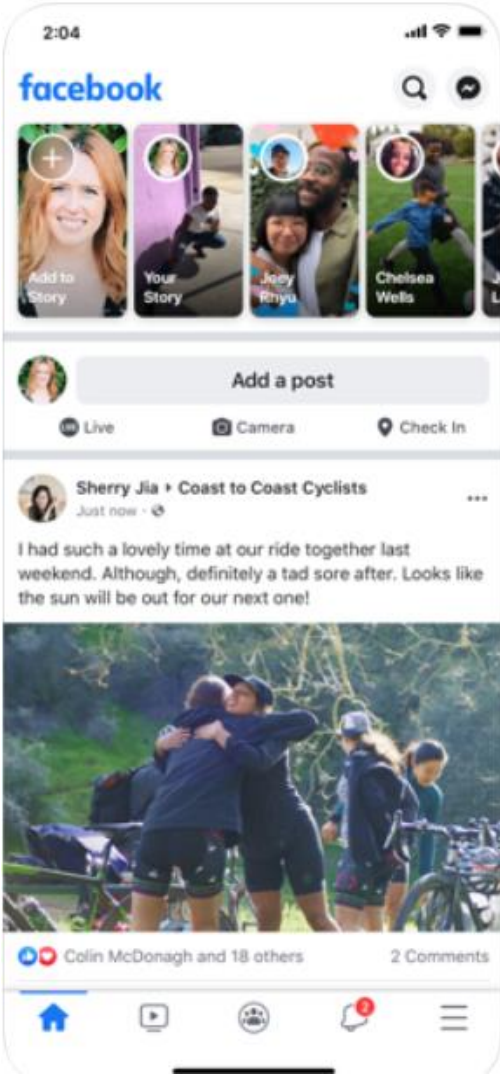 2:04
facebook
Add to
Story
Your
Story
Joey
Rhyu
Chelsea
Wells
Add a post
LIVE Live
Camera
Check In
Sherry Jia ▸ Coast to Coast Cyclists
Just now ·
I had such a lovely time at our ride together last
weekend. Although, definitely a tad sore after. Looks like
the sun will be out for our next one!
Colin McDonagh and 18 others
2 Comments
2